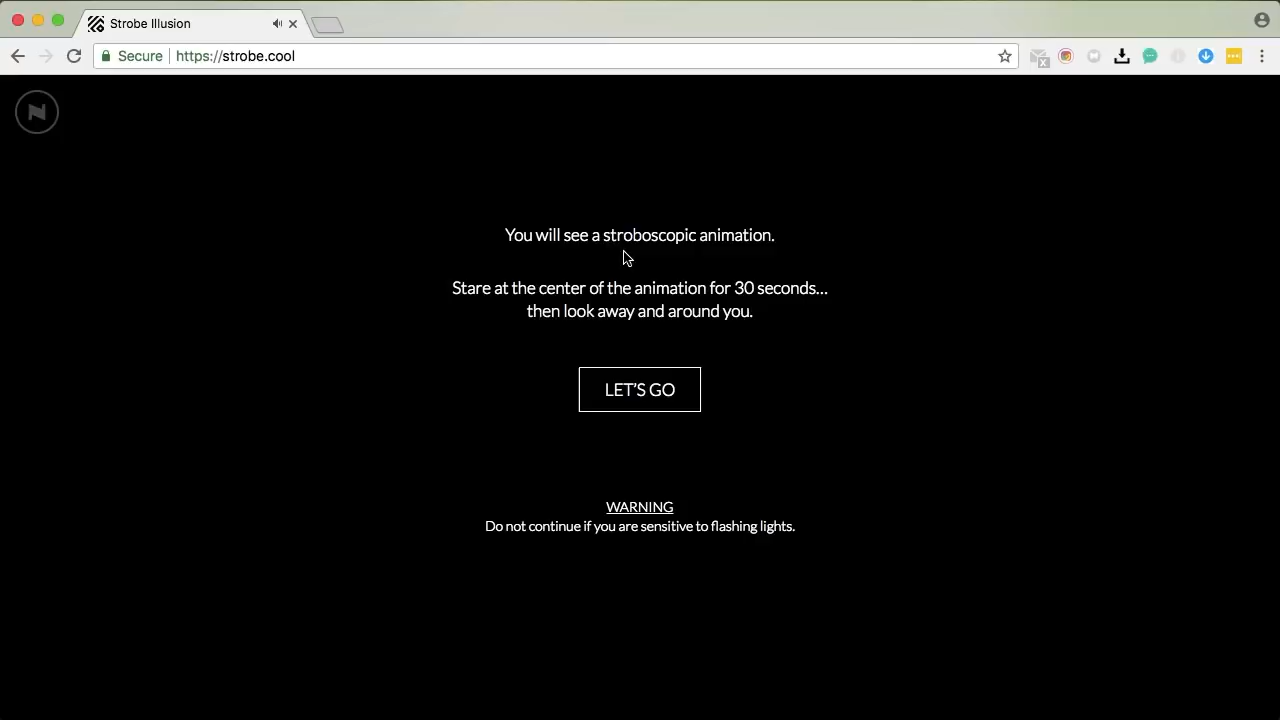 Strobe Illusion
Secure https://strobe.cool
You will see a stroboscopic animation.
Stare at the center of the animation for 30 seconds...
then look away and around you.
LET'S GO
WARNING
Do not continue if you are sensitive to flashing lights.